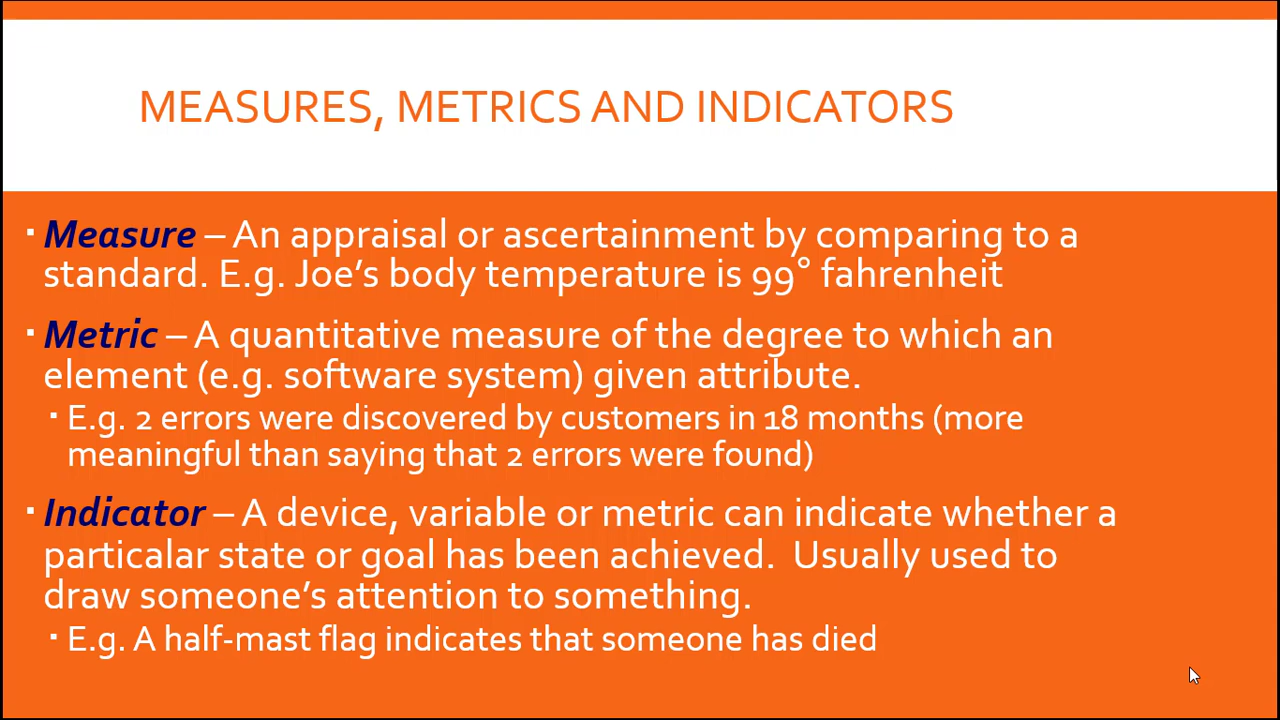 MEASURES, METRICS AND INDICATORS
▪ Measure – An appraisal or ascertainment by comparing to a
standard. E.g. Joe’s body temperature is 99° fahrenheit
▪ Metric – A quantitative measure of the degree to which an
element (e.g. software system) given attribute.
▪ E.g. 2 errors were discovered by customers in 18 months (more
meaningful than saying that 2 errors were found)
▪ Indicator – A device, variable or metric can indicate whether a
particalar state or goal has been achieved.  Usually used to
draw someone’s attention to something.
▪ E.g. A half-mast flag indicates that someone has died